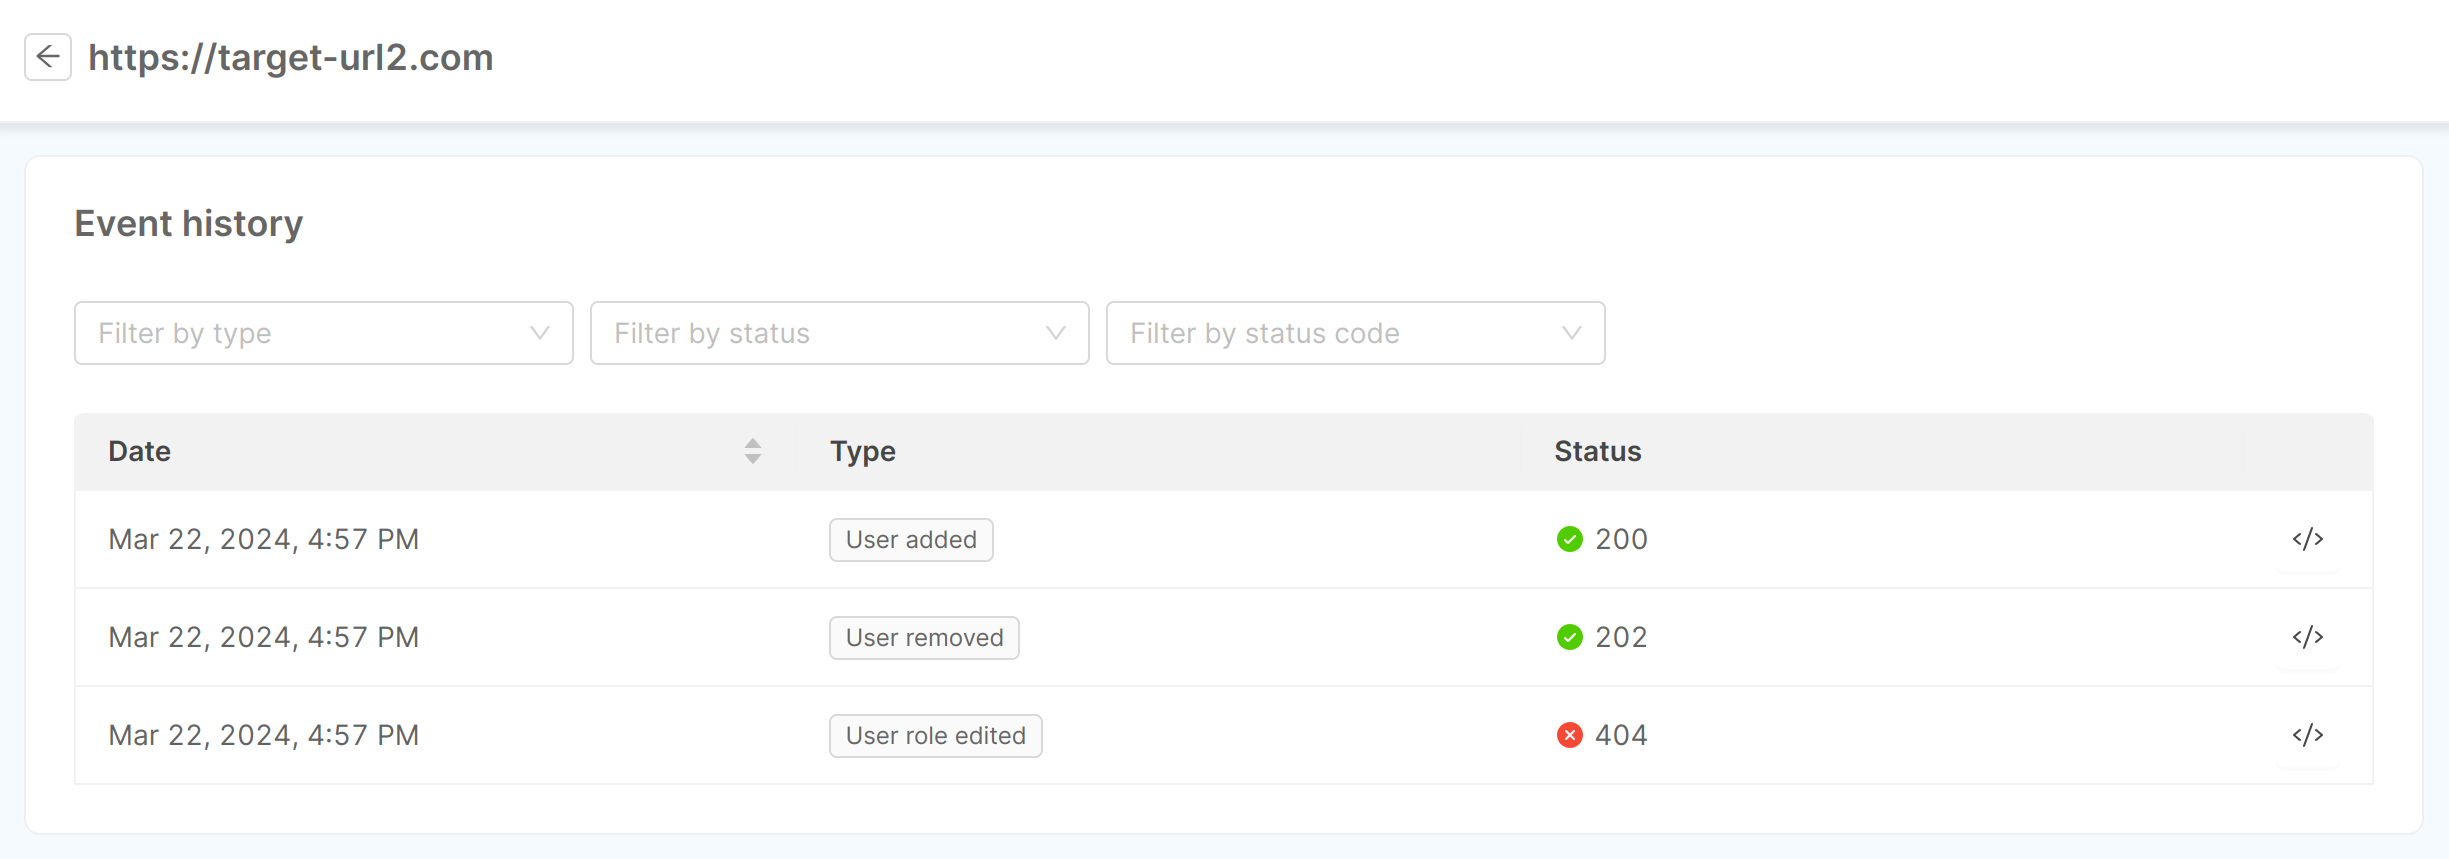 https://target-url2.com
Event history
Filter by type Filter by status Filter by status code
Date Type Status
Mar 22, 2024, 4:57 PM User added 200 </>
Mar 22, 2024, 4:57 PM User removed 202 </>
Mar 22, 2024, 4:57 PM User role edited 404 </>